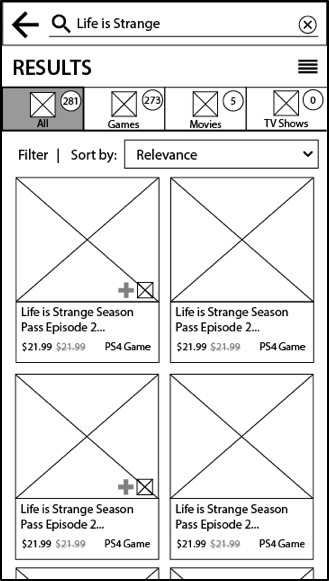 Life is Strange
RESULTS
281
273
5
0
All
Games
Movies
TV Shows
Filter | Sort by: Relevance
Life is Strange Season
Pass Episode 2...
$21.99 $21.99 PS4 Game
Life is Strange Season
Pass Episode 2...
$21.99 $21.99 PS4 Game
Life is Strange Season
Pass Episode 2...
$21.99 $21.99 PS4 Game
Life is Strange Season
Pass Episode 2...
$21.99 $21.99 PS4 Game